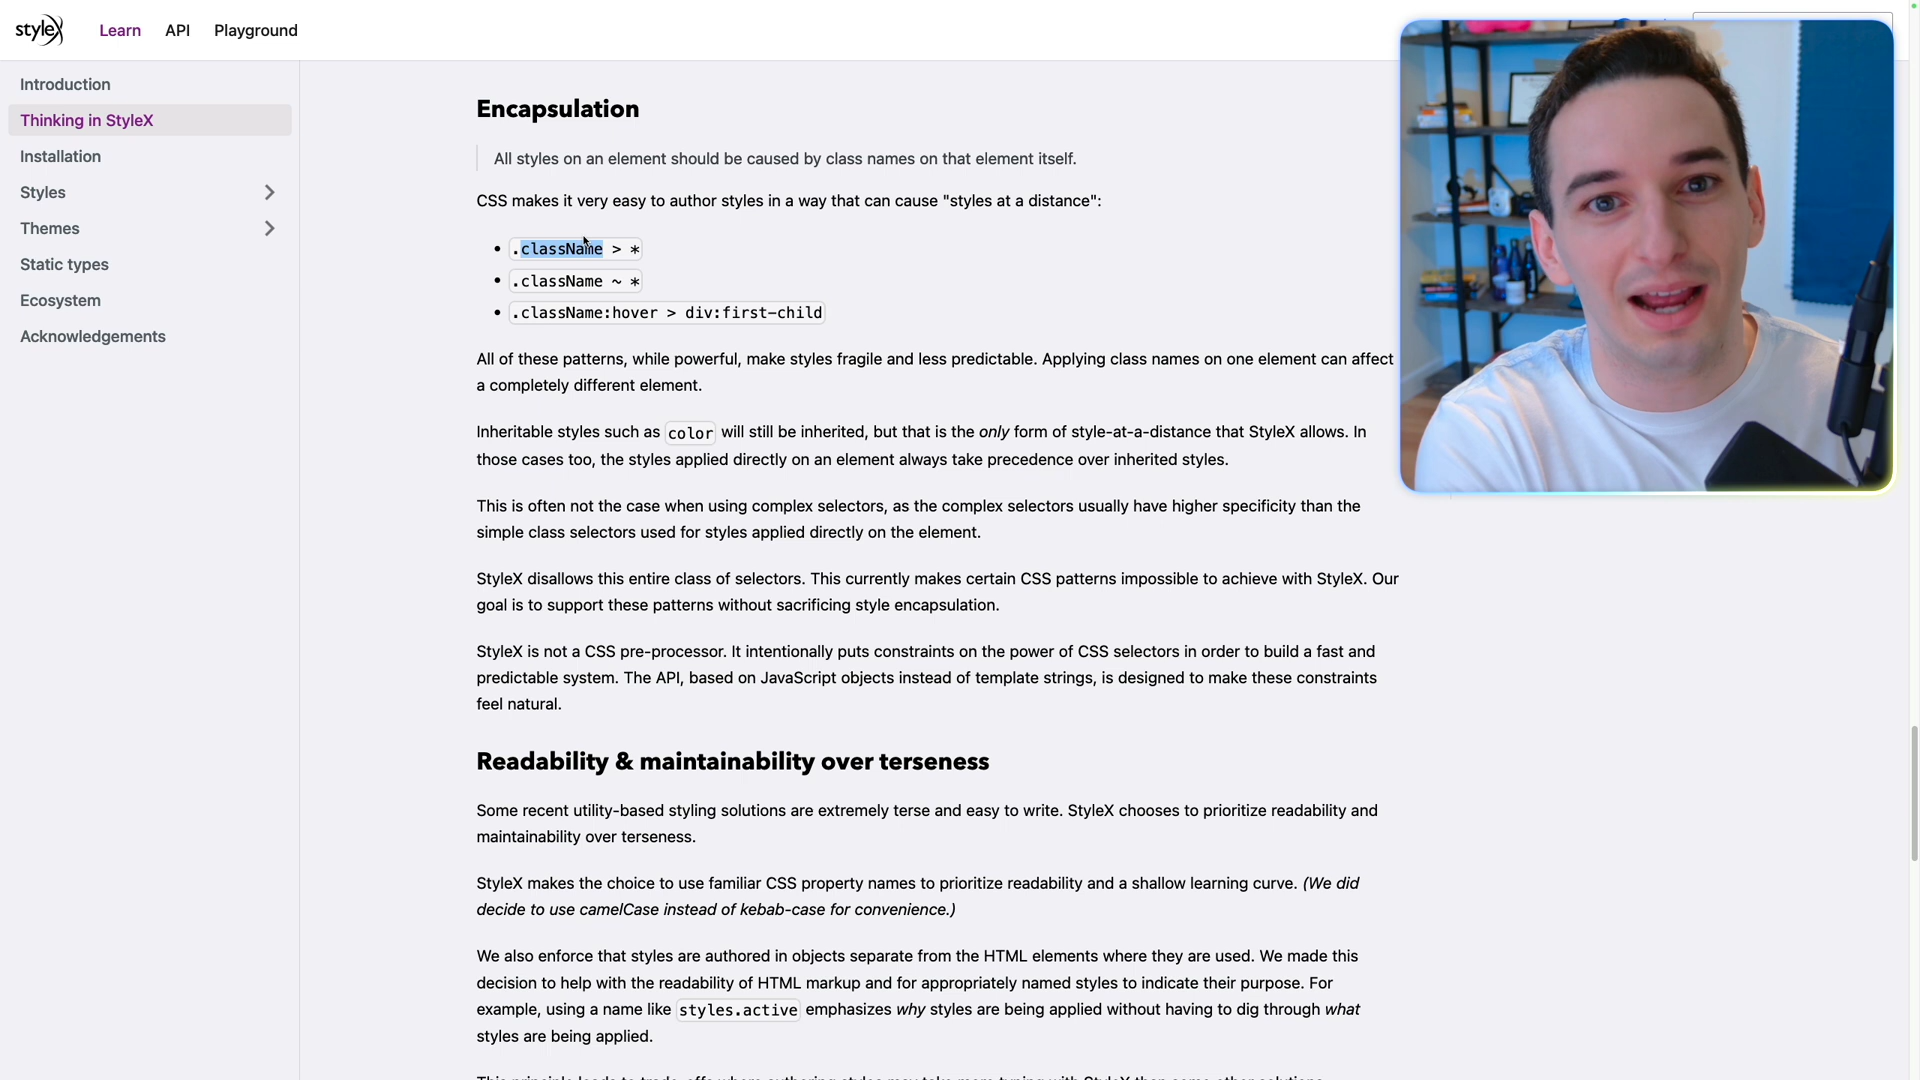 styleX
Learn
API
Playground
Introduction
Thinking in StyleX
Installation
Styles
Themes
Static types
Ecosystem
Acknowledgements
Encapsulation
All styles on an element should be caused by class names on that element itself.
CSS makes it very easy to author styles in a way that can cause "styles at a distance":
• .className > *
• .className ~ *
• .className:hover > div:first-child
All of these patterns, while powerful, make styles fragile and less predictable. Applying class names on one element can affect
a completely different element.
Inheritable styles such as color will still be inherited, but that is the only form of style-at-a-distance that StyleX allows. In
those cases too, the styles applied directly on an element always take precedence over inherited styles.
This is often not the case when using complex selectors, as the complex selectors usually have higher specificity than the
simple class selectors used for styles applied directly on the element.
StyleX disallows this entire class of selectors. This currently makes certain CSS patterns impossible to achieve with StyleX. Our
goal is to support these patterns without sacrificing style encapsulation.
StyleX is not a CSS pre-processor. It intentionally puts constraints on the power of CSS selectors in order to build a fast and
predictable system. The API, based on JavaScript objects instead of template strings, is designed to make these constraints
feel natural.
Readability & maintainability over terseness
Some recent utility-based styling solutions are extremely terse and easy to write. StyleX chooses to prioritize readability and
maintainability over terseness.
StyleX makes the choice to use familiar CSS property names to prioritize readability and a shallow learning curve. (We did
decide to use camelCase instead of kebab-case for convenience.)
We also enforce that styles are authored in objects separate from the HTML elements where they are used. We made this
decision to help with the readability of HTML markup and for appropriately named styles to indicate their purpose. For
example, using a name like styles.active emphasizes why styles are being applied without having to dig through what
styles are being applied.